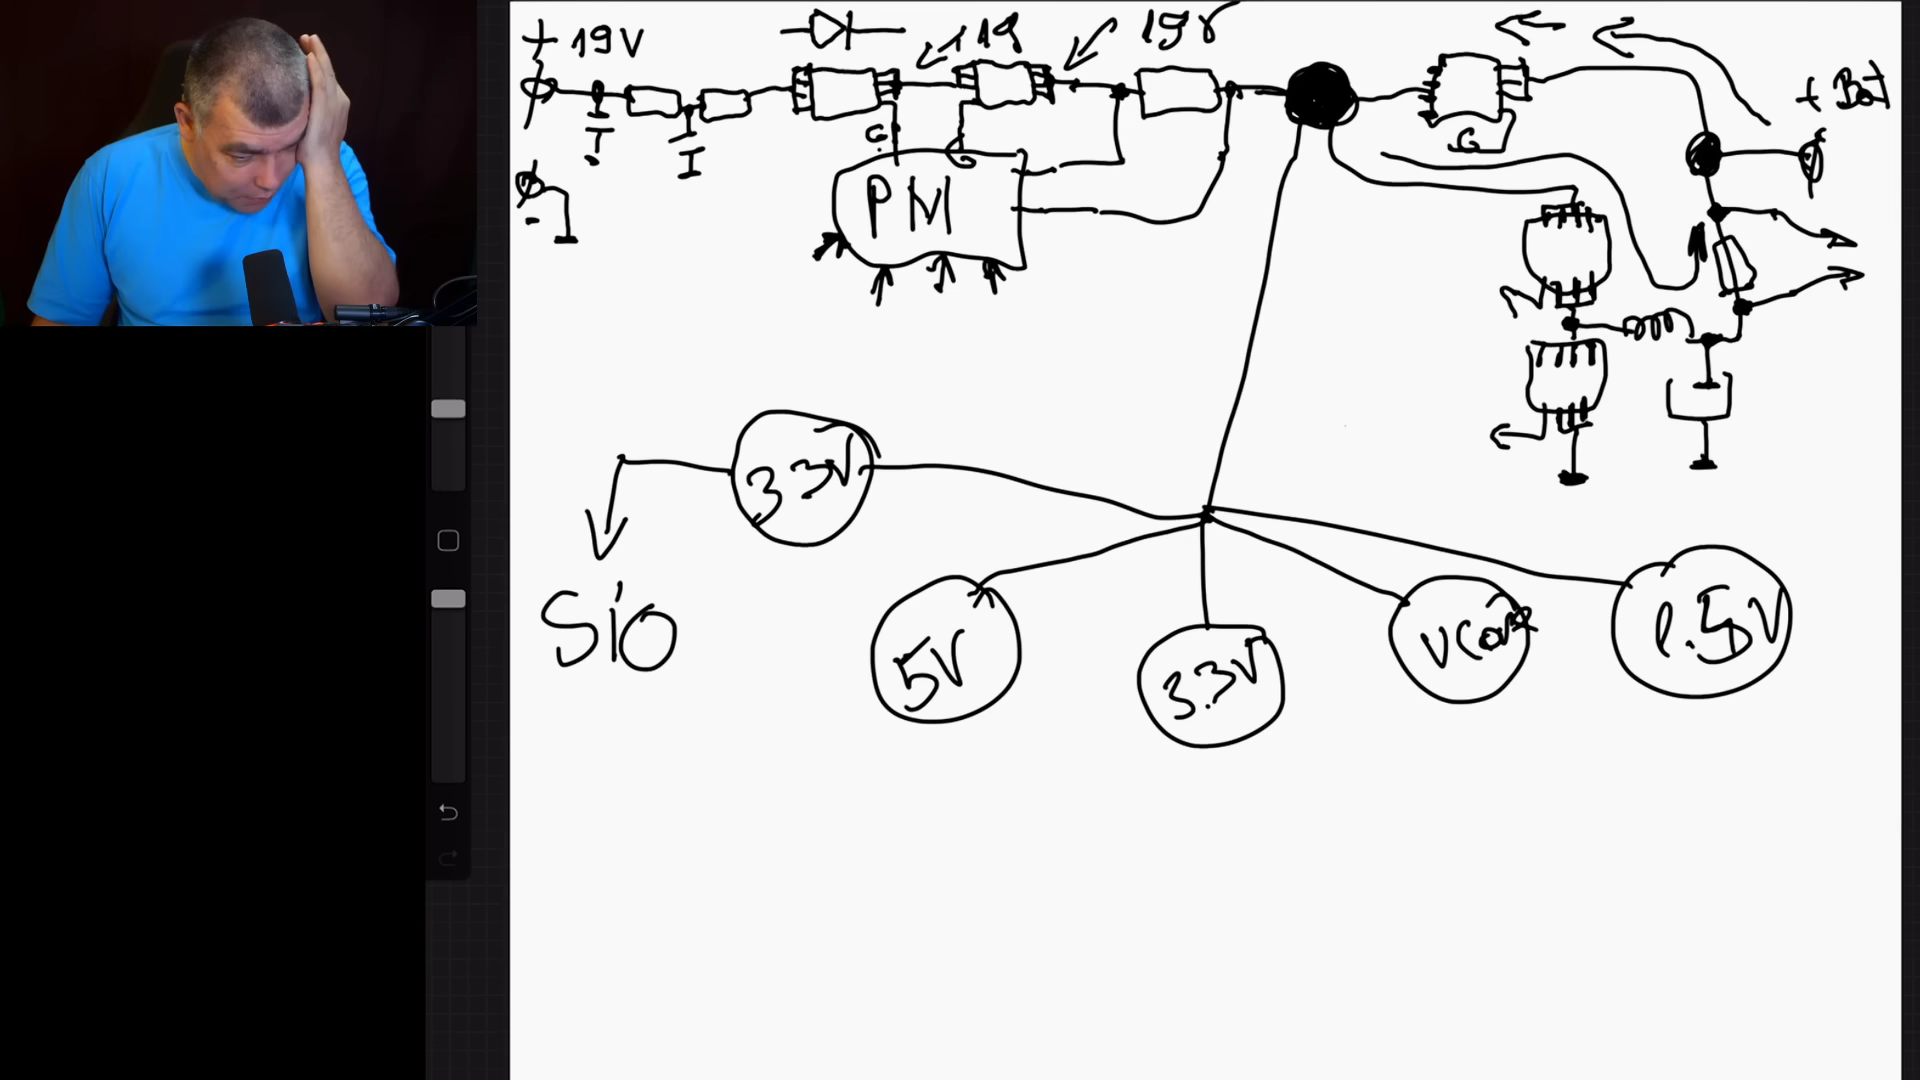 + 19V
19
19V
+ Bat
G
G
G
PM
-
3.3V
Sio
5V
3.3V
VCore
1.5V